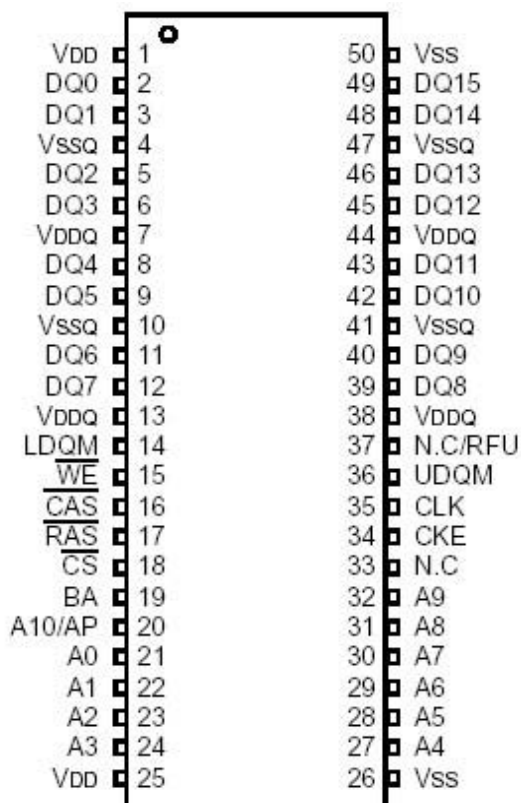 VDD 1 50 VSS
DQ0 2 49 DQ15
DQ1 3 48 DQ14
VSSQ 4 47 VSSQ
DQ2 5 46 DQ13
DQ3 6 45 DQ12
VDDQ 7 44 VDDQ
DQ4 8 43 DQ11
DQ5 9 42 DQ10
VSSQ 10 41 VSSQ
DQ6 11 40 DQ9
DQ7 12 39 DQ8
VDDQ 13 38 VDDQ
LDQM 14 37 N.C/RFU
W̅E̅ 15 36 UDQM
C̅A̅S̅ 16 35 CLK
R̅A̅S̅ 17 34 CKE
C̅S̅ 18 33 N.C
BA 19 32 A9
A10/AP 20 31 A8
A0 21 30 A7
A1 22 29 A6
A2 23 28 A5
A3 24 27 A4
VDD 25 26 VSS